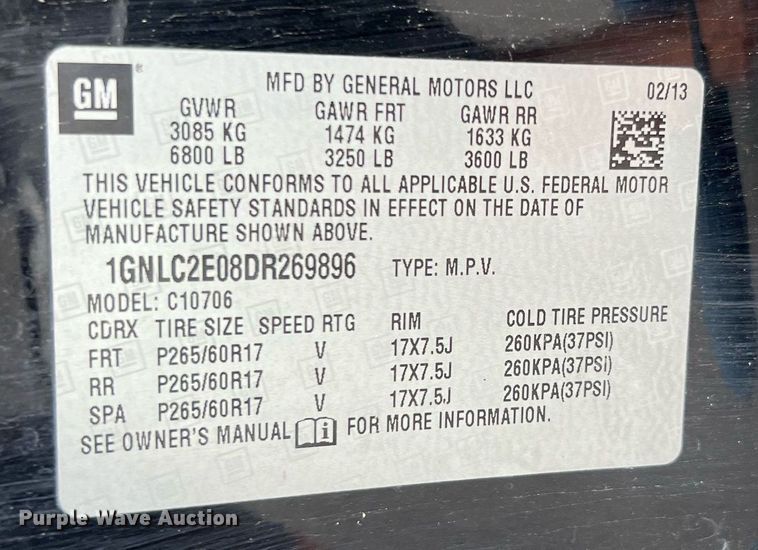 GM
MFD BY GENERAL MOTORS LLC 02/13
GVWR GAWR FRT GAWR RR
3085 KG 1474 KG 1633 KG
6800 LB 3250 LB 3600 LB
THIS VEHICLE CONFORMS TO ALL APPLICABLE U.S. FEDERAL MOTOR
VEHICLE SAFETY STANDARDS IN EFFECT ON THE DATE OF
MANUFACTURE SHOWN ABOVE.
1GNLC2E08DR269896 TYPE: M.P.V.
MODEL: C10706
CDRX TIRE SIZE SPEED RTG RIM COLD TIRE PRESSURE
FRT P265/60R17 V 17X7.5J 260KPA(37PSI)
RR P265/60R17 V 17X7.5J 260KPA(37PSI)
SPA P265/60R17 V 17X7.5J 260KPA(37PSI)
SEE OWNER'S MANUAL i FOR MORE INFORMATION.
Purple Wave Auction